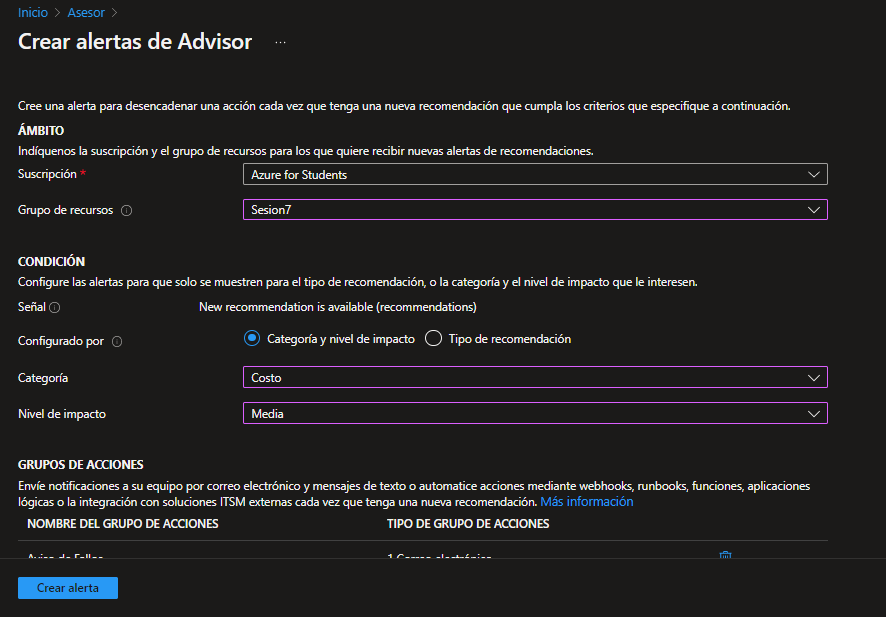 Inicio > Asesor >
Crear alertas de Advisor ...
Cree una alerta para desencadenar una acción cada vez que tenga una nueva recomendación que cumpla los criterios que especifique a continuación.
ÁMBITO
Indíquenos la suscripción y el grupo de recursos para los que quiere recibir nuevas alertas de recomendaciones.
Suscripción * Azure for Students
Grupo de recursos Sesion7
CONDICIÓN
Configure las alertas para que solo se muestren para el tipo de recomendación, o la categoría y el nivel de impacto que le interesen.
Señal New recommendation is available (recommendations)
Configurado por Categoría y nivel de impacto Tipo de recomendación
Categoría Costo
Nivel de impacto Media
GRUPOS DE ACCIONES
Envíe notificaciones a su equipo por correo electrónico y mensajes de texto o automatice acciones mediante webhooks, runbooks, funciones, aplicaciones
lógicas o la integración con soluciones ITSM externas cada vez que tenga una nueva recomendación. Más información
NOMBRE DEL GRUPO DE ACCIONES TIPO DE GRUPO DE ACCIONES
Aviso de Fallos 1 Correo electrónico
Crear alerta